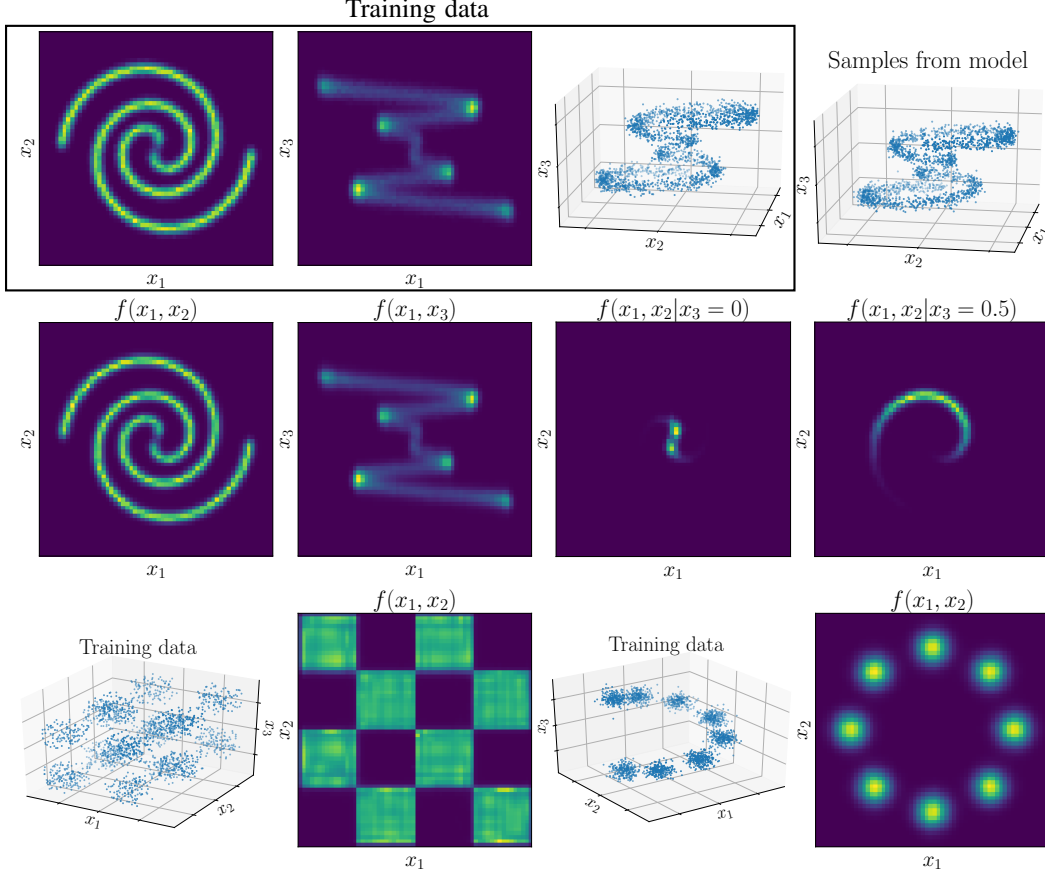 Training data
x₂
x₁
x₃
x₁
x₃
x₂
x₁
Samples from model
x₃
x₂
x₁
f(x₁, x₂)
x₂
x₁
f(x₁, x₃)
x₃
x₁
f(x₁, x₂|x₃ = 0)
x₂
x₁
f(x₁, x₂|x₃ = 0.5)
x₂
x₁
Training data
x₁
x₂
x₃
f(x₁, x₂)
x₂
x₁
Training data
x₃
x₂
x₁
f(x₁, x₂)
x₂
x₁